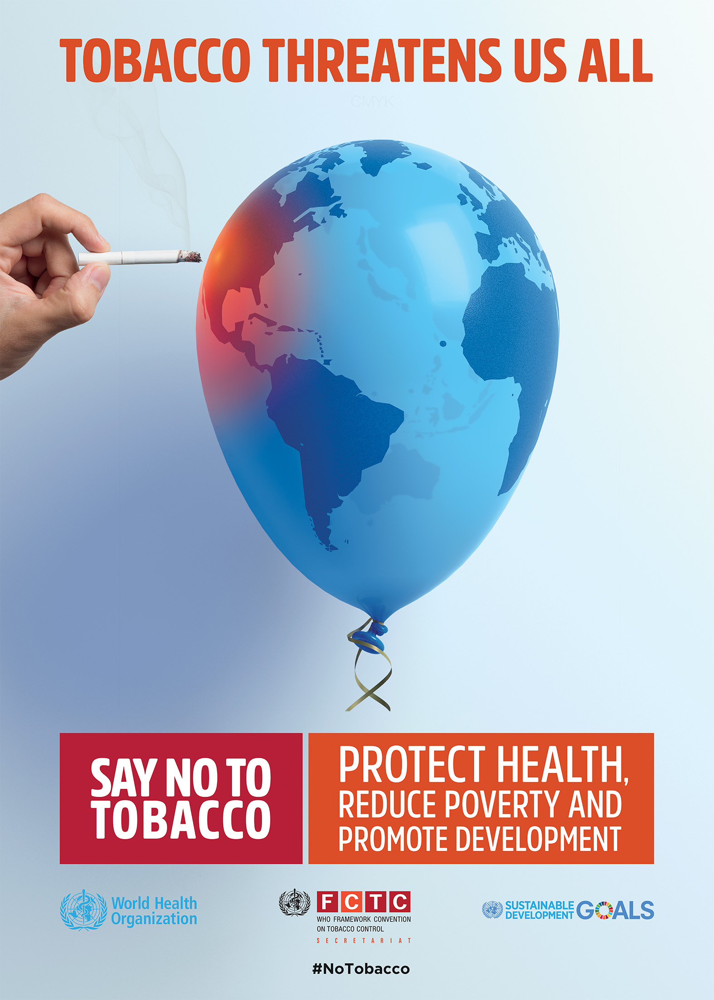 TOBACCO THREATENS US ALL
CMYK
SAY NO TO
TOBACCO
PROTECT HEALTH,
REDUCE POVERTY AND
PROMOTE DEVELOPMENT
World Health
Organization
FCTC
WHO FRAMEWORK CONVENTION
ON TOBACCO CONTROL
SECRETARIAT
SUSTAINABLE
DEVELOPMENT
GOALS
#NoTobacco